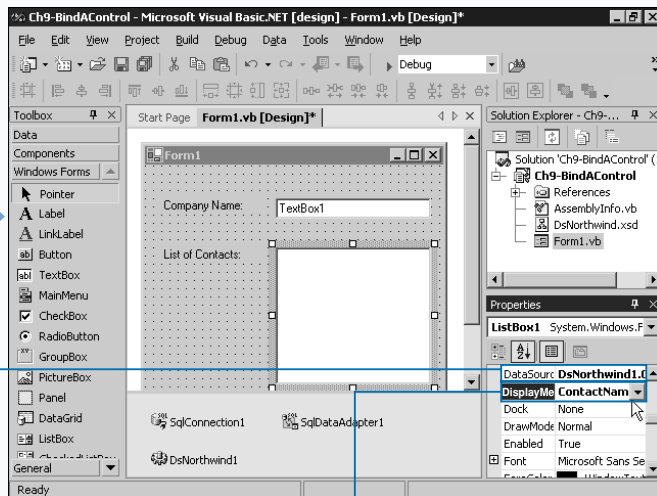 Ch9-BindAControl - Microsoft Visual Basic.NET [design] - Form1.vb [Design]*
File Edit View Project Build Debug Data Tools Window Help
Debug
Toolbox
Data
Components
Windows Forms
Pointer
Label
LinkLabel
Button
TextBox
MainMenu
CheckBox
RadioButton
GroupBox
PictureBox
Panel
DataGrid
ListBox
General
Start Page Form1.vb [Design]*
Form1
Company Name: TextBox1
List of Contacts:
SqlConnection1 SqlDataAdapter1
DsNorthwind1
Solution Explorer - Ch9-...
Solution 'Ch9-BindAControl' (
Ch9-BindAControl
References
AssemblyInfo.vb
DsNorthwind.xsd
Form1.vb
Properties
ListBox1 System.Windows.F
DataSourc DsNorthwind1.
DisplayMe ContactNam
Dock None
DrawMode Normal
Enabled True
Font Microsoft Sans Se
Ready